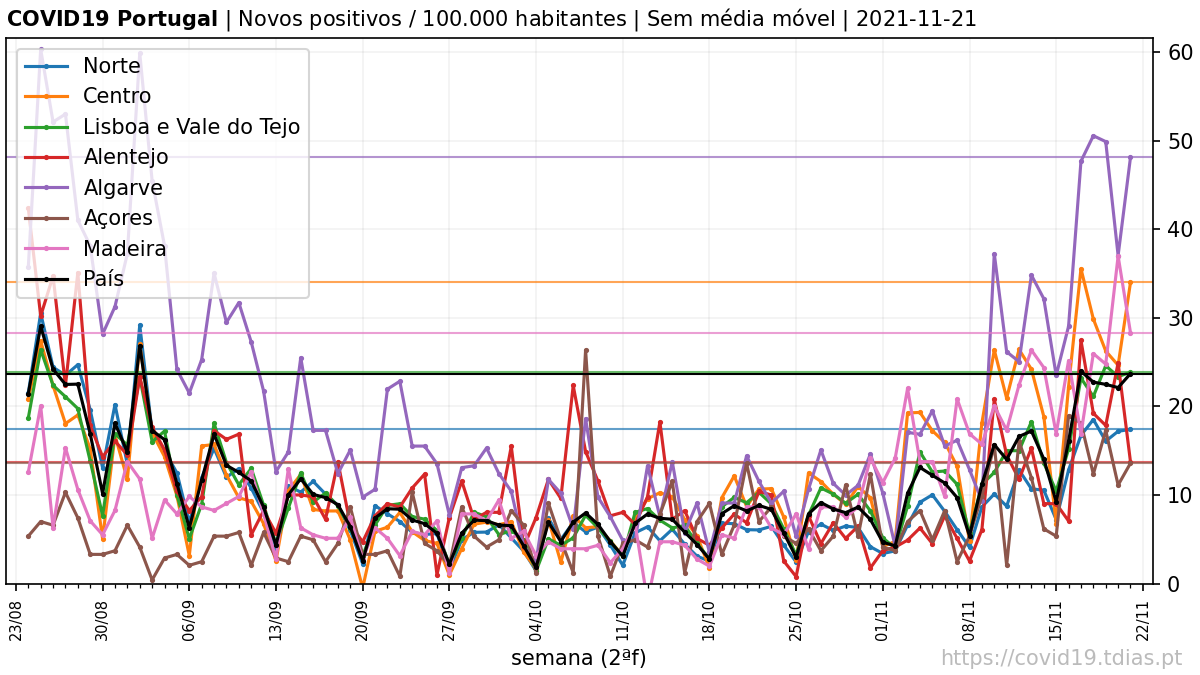 COVID19 Portugal | Novos positivos / 100.000 habitantes | Sem média móvel | 2021-11-21
Norte
Centro
Lisboa e Vale do Tejo
Alentejo
Algarve
Açores
Madeira
País
60
50
40
30
20
10
0
23/08 30/08 06/09 13/09 20/09 27/09 04/10 11/10 18/10 25/10 01/11 08/11 15/11 22/11
semana (2ªf)
https://covid19.tdias.pt